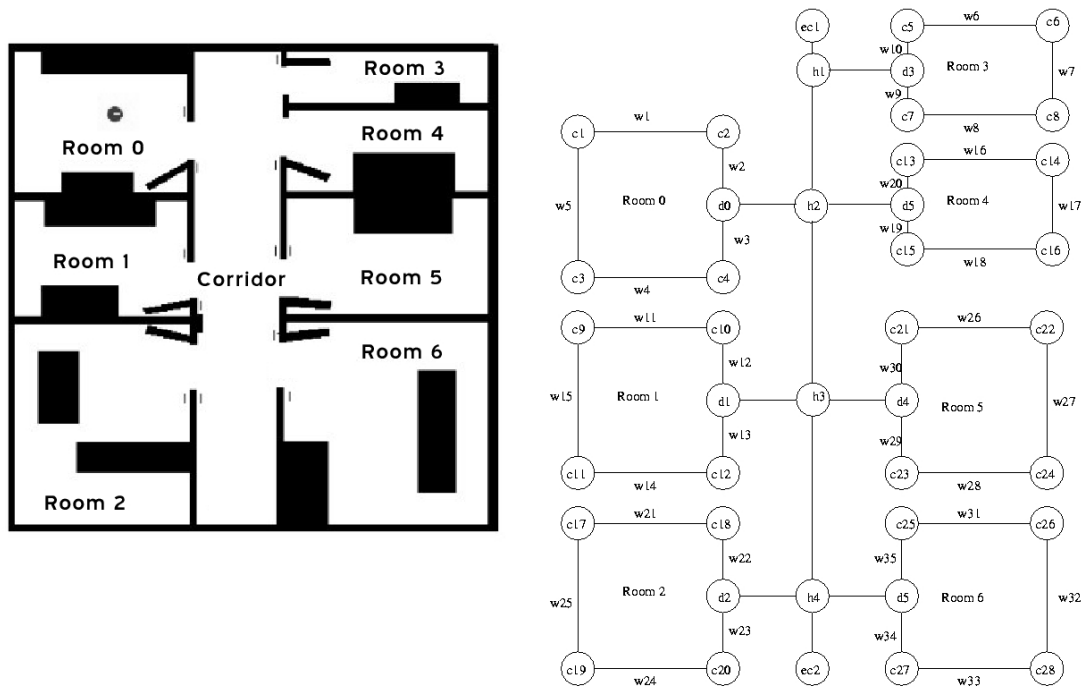 Room 3
Room 4
Room 0
Room 1
Corridor
Room 5
Room 6
Room 2
ec1
h1
h2
h3
h4
ec2
c5
w6
c6
w10
d3
Room 3
w7
w9
c7
w8
c8
c13
w16
c14
w20
d5
Room 4
w17
w19
c15
w18
c16
c1
w1
c2
w2
w5
Room 0
d0
w3
c3
w4
c4
c9
w11
c10
w12
w15
Room 1
d1
w13
c11
w14
c12
c21
w26
c22
w30
d4
Room 5
w27
w29
c23
w28
c24
c17
w21
c18
w22
w25
Room 2
d2
w23
c19
w24
c20
c25
w31
c26
w35
d5
Room 6
w32
w34
c27
w33
c28